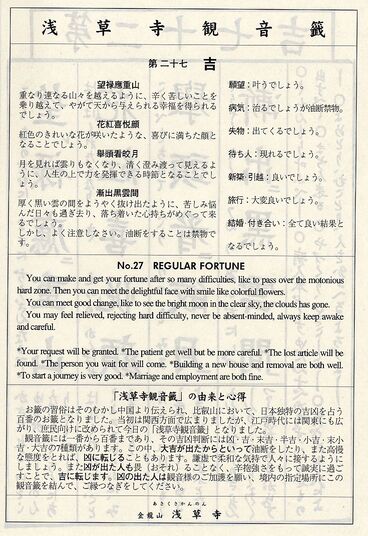 浅草寺観音籤
第二十七 吉
望禄應重山
重なり連なる山々を越えるように、辛く苦しいことを
乗り越えて、やがて天から与えられる幸福を得られる
でしょう。
花紅喜悦顔
紅色のきれいな花が咲いたような、喜びに満ちた顔と
なることでしょう。
舉頭看皎月
月を見れば雲りもなくなり、清く澄み渡って見えるよ
うに、人生の上で力を発揮できる時節となることでし
ょう。
漸出黒雲間
厚く黒い雲の間をようやく抜け出たように、苦しみ悩
んだ日々も過ぎ去り、落ち着いた心持ちがめぐって来
るでしょう。
しかし、よく注意しなさい。油断をすることは禁物で
す。
願望：叶うでしょう。
病気：治るでしょうが油断禁物。
失物：出てくるでしょう。
待ち人：現れるでしょう。
新築・引越：良いでしょう。
旅行：大変良いでしょう。
結婚・付き合い：全て良い結果と
なるでしょう。
No.27 REGULAR FORTUNE
You can make and get your fortune after so many difficulties, like to pass over the motonious
hard zone. Then you can meet the delightful face with smile like colorful flowers.
You can meet good change, like to see the bright moon in the clear sky, the clouds has gone.
You may feel relieved, rejecting hard difficulty, never be absent-minded, always keep awake
and careful.
*Your request will be granted. *The patient get well but be more careful. *The lost article will be
found. *The person you wait for will come. *Building a new house and removal are both well.
*To start a journey is very good. *Marriage and employment are both fine.
「浅草寺観音籤」の由来と心得
おが籤の習俗はそのむかし中国より伝えられ、比叡山において、日本独特の吉凶を占う
百番のお籤となりました。当初は関西方面で広まりましたが、江戸時代には関東にも広
がり、庶民向けに改められて今日の「浅草寺観音籤」となりました。
観音籤には一番から百番まであり、その吉凶判断には凶・吉・末吉・半吉・小吉・末小
吉・大吉の7種類があります。この中、大吉が出たからといって油断をしたり、また高慢
な態度をとれば、凶に転じることもあります。謙虚で柔和な気持で人々に接するようにに
しましょう。また凶が出た人も畏（おそれ）ることなく、辛抱強さをもって誠実に過ご
すことで、吉に転じます。凶の出た人は観音様のご加護を願い、境内の指定場所にこの
観音籤を結んで、ご縁つなぎをしてください。
あさくさかんのん
金龍山 浅草寺